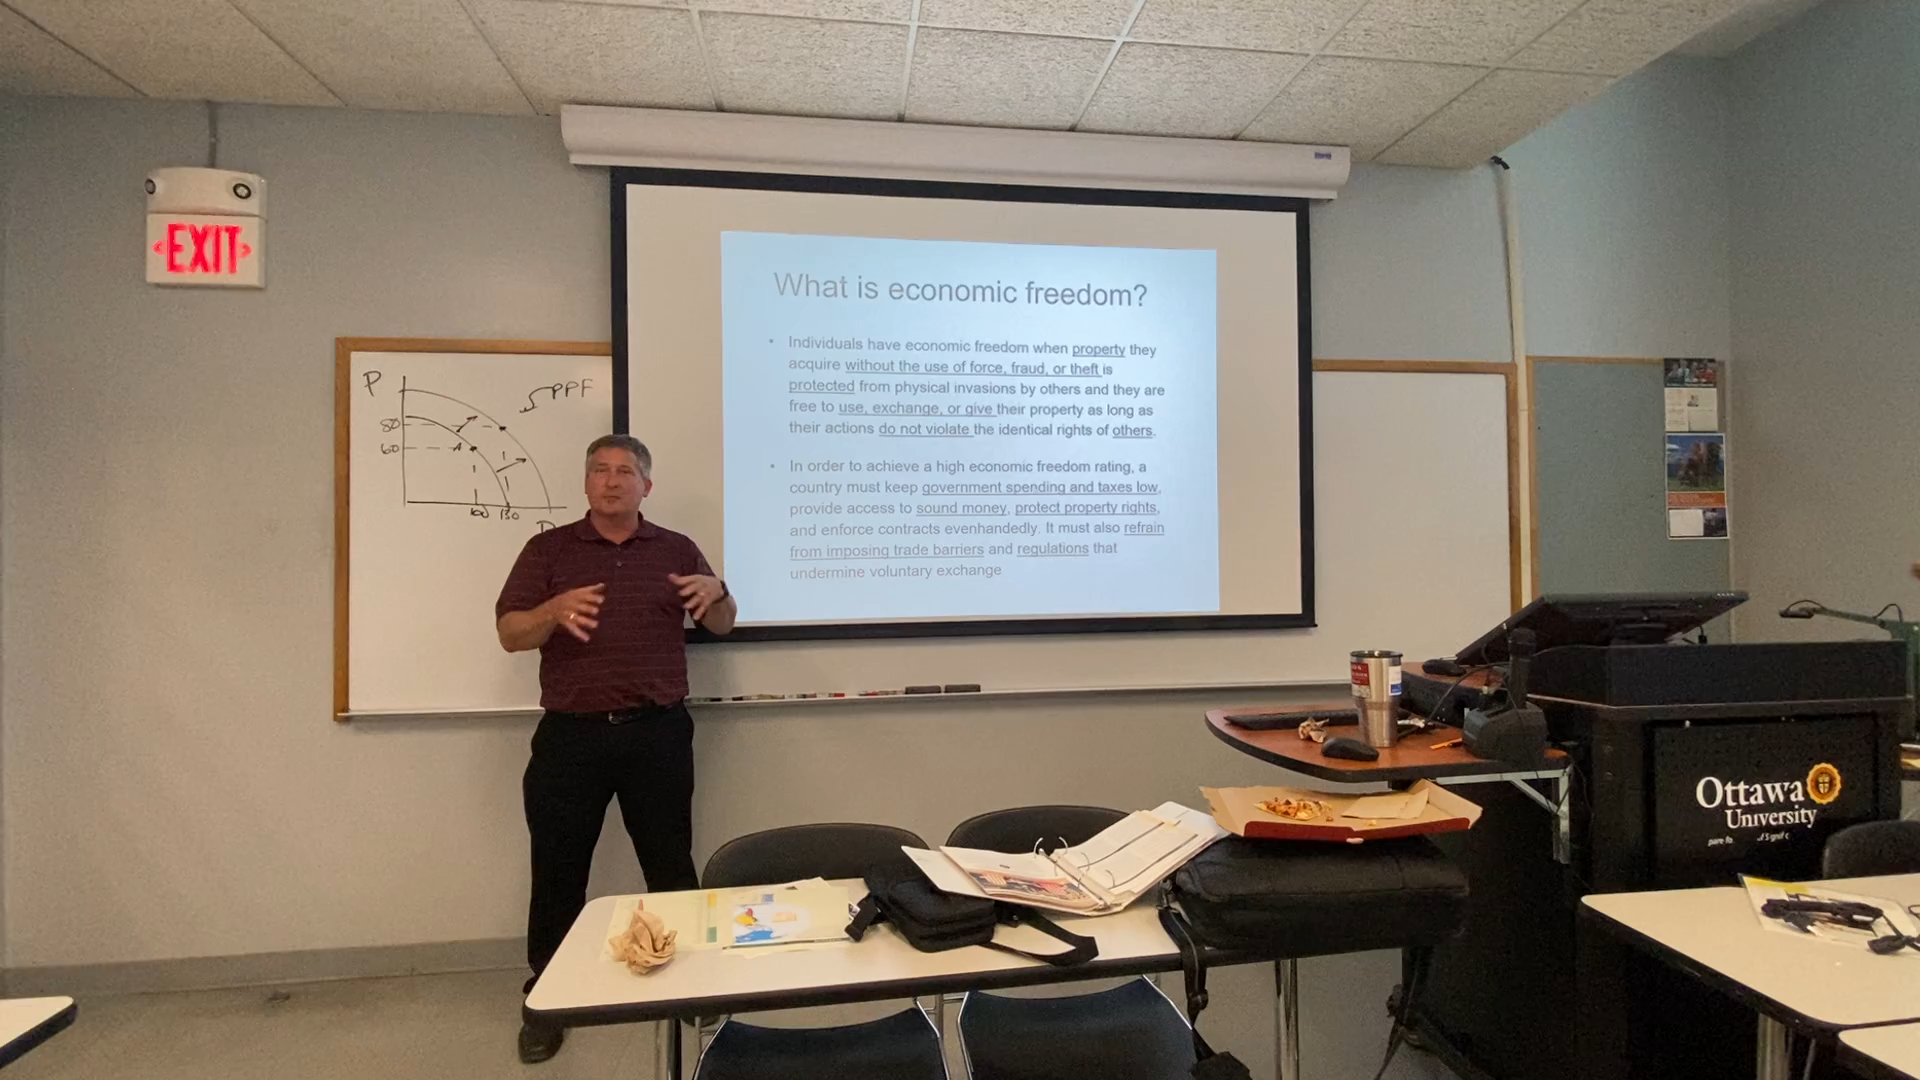 EXIT
What is economic freedom?
• Individuals have economic freedom when property they
acquire without the use of force, fraud, or theft is
protected from physical invasions by others and they are
free to use, exchange, or give their property as long as
their actions do not violate the identical rights of others.
• In order to achieve a high economic freedom rating, a
country must keep government spending and taxes low,
provide access to sound money, protect property rights,
and enforce contracts evenhandedly. It must also refrain
from imposing trade barriers and regulations that
undermine voluntary exchange
P
PPF
80
60
A
100 130
D
Ottawa
University